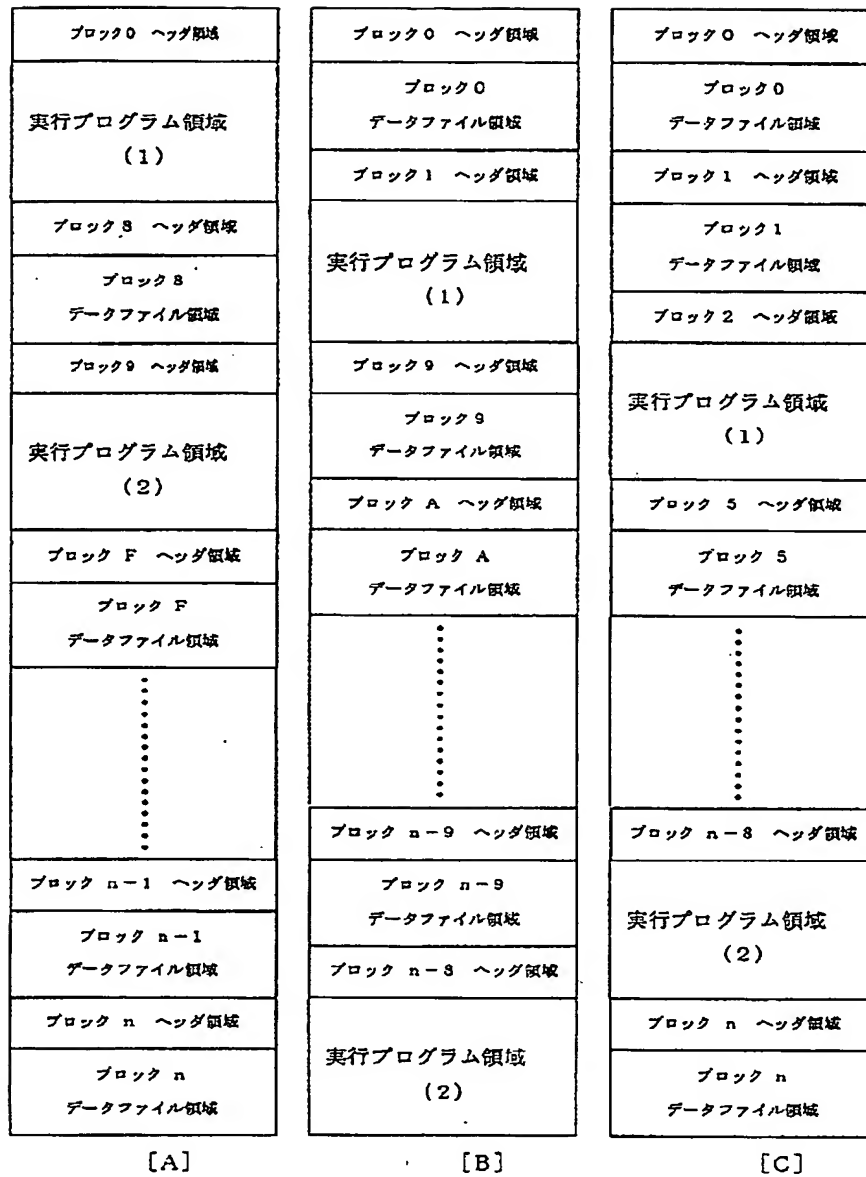 ブロック0 ヘッダ領域
実行プログラム領域
(1)
ブロック8 ヘッダ領域
ブロック8
データファイル領域
ブロック9 ヘッダ領域
実行プログラム領域
(2)
ブロック F ヘッダ領域
ブロック F
データファイル領域
ブロック n-1 ヘッダ領域
ブロック n-1
データファイル領域
ブロック n ヘッダ領域
ブロック n
データファイル領域
[A]
ブロック0 ヘッダ領域
ブロック0
データファイル領域
ブロック1 ヘッダ領域
実行プログラム領域
(1)
ブロック9 ヘッダ領域
ブロック9
データファイル領域
ブロック A ヘッダ領域
ブロック A
データファイル領域
ブロック n-9 ヘッダ領域
ブロック n-9
データファイル領域
ブロック n-8 ヘッダ領域
実行プログラム領域
(2)
[B]
ブロック0 ヘッダ領域
ブロック0
データファイル領域
ブロック1 ヘッダ領域
ブロック1
データファイル領域
ブロック2 ヘッダ領域
実行プログラム領域
(1)
ブロック 5 ヘッダ領域
ブロック 5
データファイル領域
ブロック n-8 ヘッダ領域
実行プログラム領域
(2)
ブロック n ヘッダ領域
ブロック n
データファイル領域
[C]